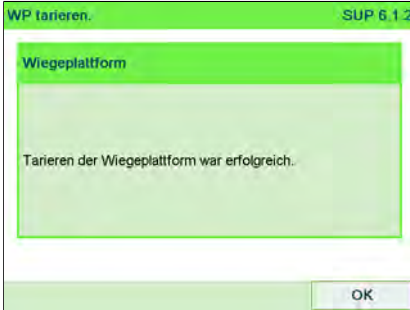 WP tarieren.
SUP 6.1.2
Wiegeplattform
Tarieren der Wiegeplattform war erfolgreich.
OK